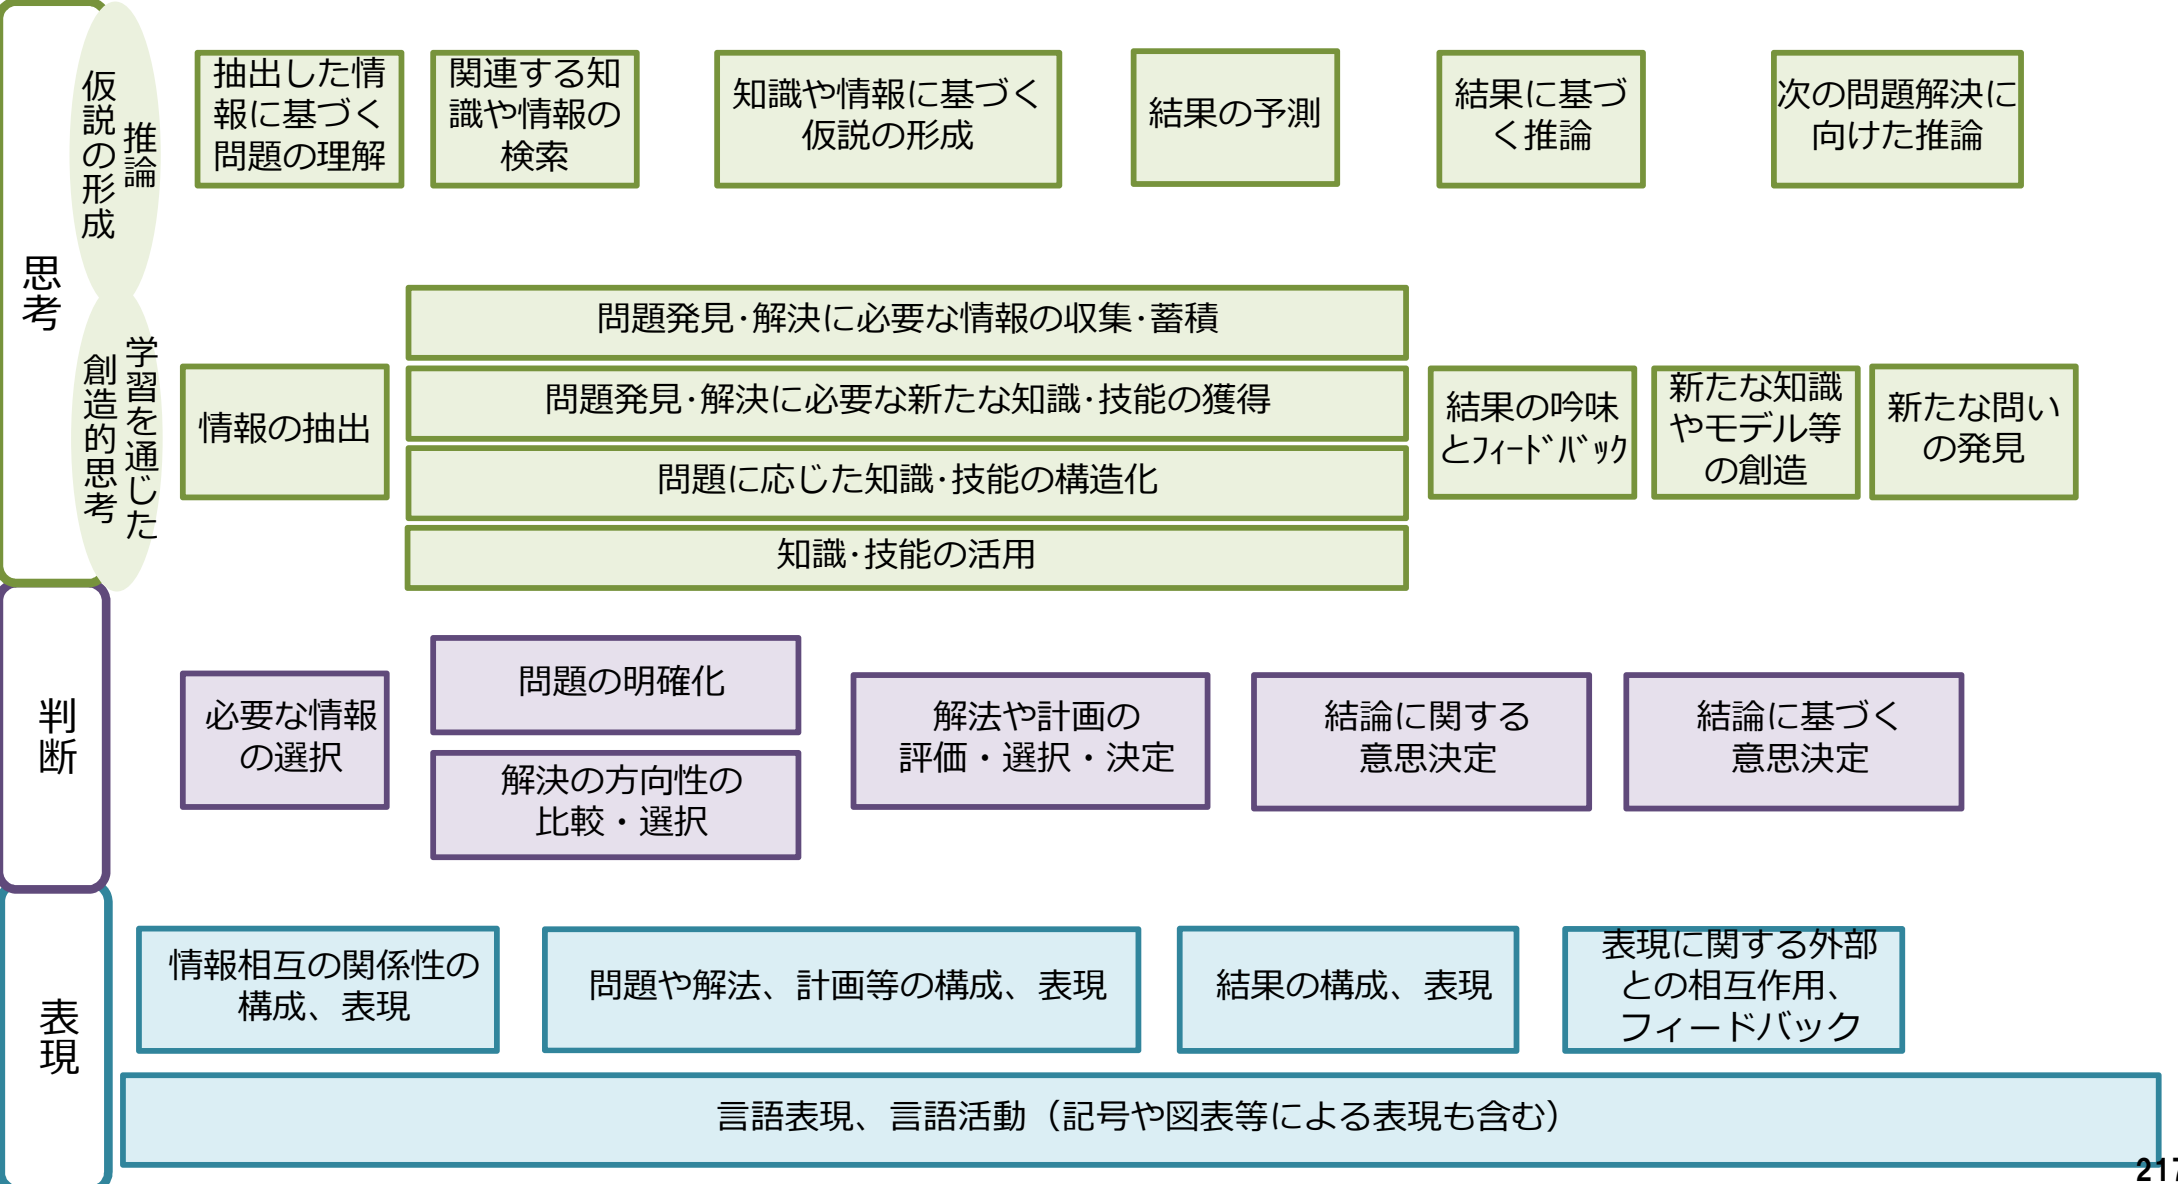 思考
仮説の形成
推論
抽出した情
報に基づく
問題の理解
関連する知
識や情報の
検索
知識や情報に基づく
仮説の形成
結果の予測
結果に基づ
く推論
次の問題解決に
向けた推論
学習を通じた
創造的思考
情報の抽出
問題発見･解決に必要な情報の収集･蓄積
問題発見･解決に必要な新たな知識･技能の獲得
問題に応じた知識･技能の構造化
知識･技能の活用
結果の吟味
とﾌｨｰﾄﾞﾊﾞｯｸ
新たな知識
やモデル等
の創造
新たな問い
の発見
判断
必要な情報
の選択
問題の明確化
解決の方向性の
比較・選択
解法や計画の
評価・選択・決定
結論に関する
意思決定
結論に基づく
意思決定
表現
情報相互の関係性の
構成、表現
問題や解法、計画等の構成、表現
結果の構成、表現
表現に関する外部
との相互作用、
フィードバック
言語表現、言語活動（記号や図表等による表現も含む）
217